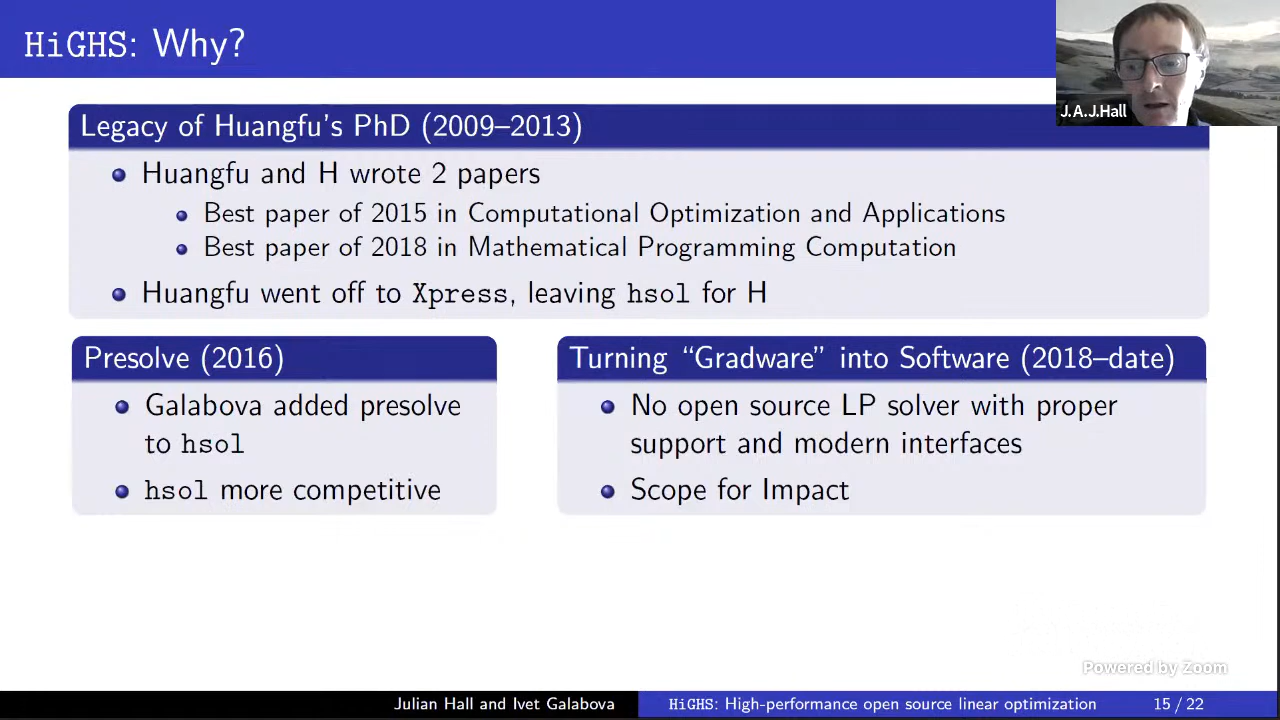 HiGHS: Why?
J.A.J.Hall
Legacy of Huangfu's PhD (2009–2013)
Huangfu and H wrote 2 papers
Best paper of 2015 in Computational Optimization and Applications
Best paper of 2018 in Mathematical Programming Computation
Huangfu went off to Xpress, leaving hsol for H
Presolve (2016)
Galabova added presolve
to hsol
hsol more competitive
Turning “Gradware” into Software (2018–date)
No open source LP solver with proper
support and modern interfaces
Scope for Impact
Powered by Zoom
Julian Hall and Ivet Galabova
HiGHS: High-performance open source linear optimization
15 / 22